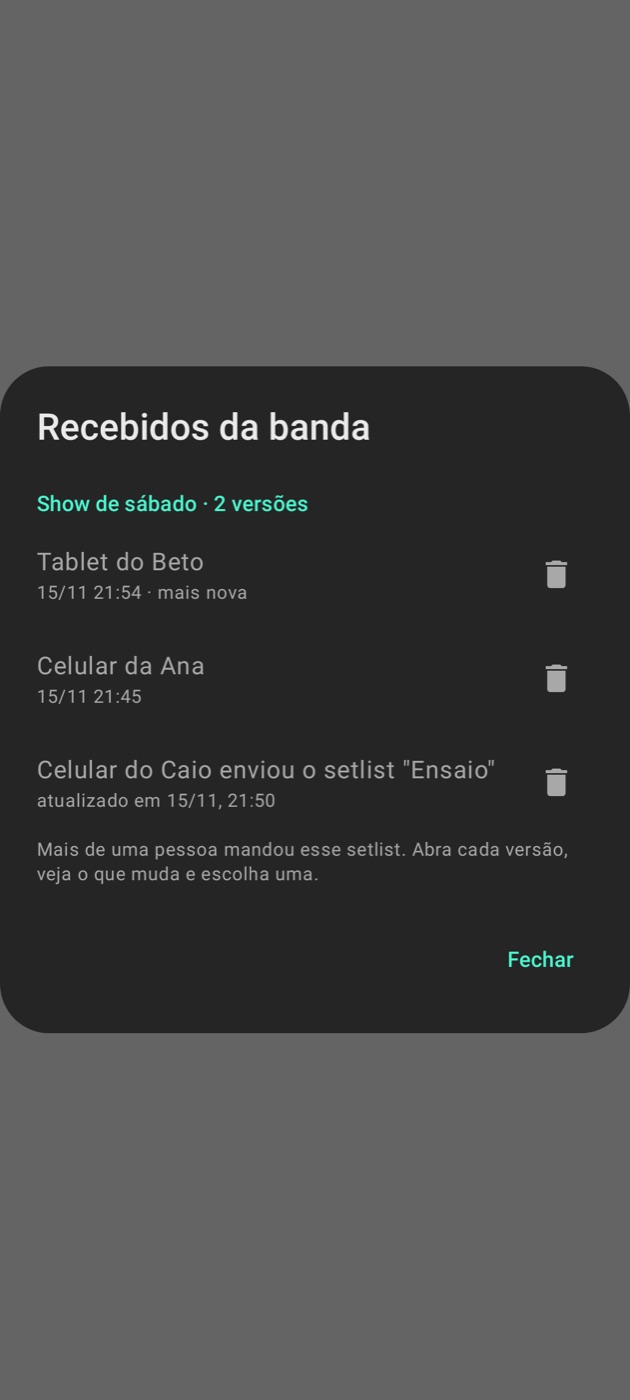 Recebidos da banda
Show de sábado · 2 versões
Tablet do Beto
15/11 21:54 · mais nova
Celular da Ana
15/11 21:45
Celular do Caio enviou o setlist "Ensaio"
atualizado em 15/11, 21:50
Mais de uma pessoa mandou esse setlist. Abra cada versão,
veja o que muda e escolha uma.
Fechar